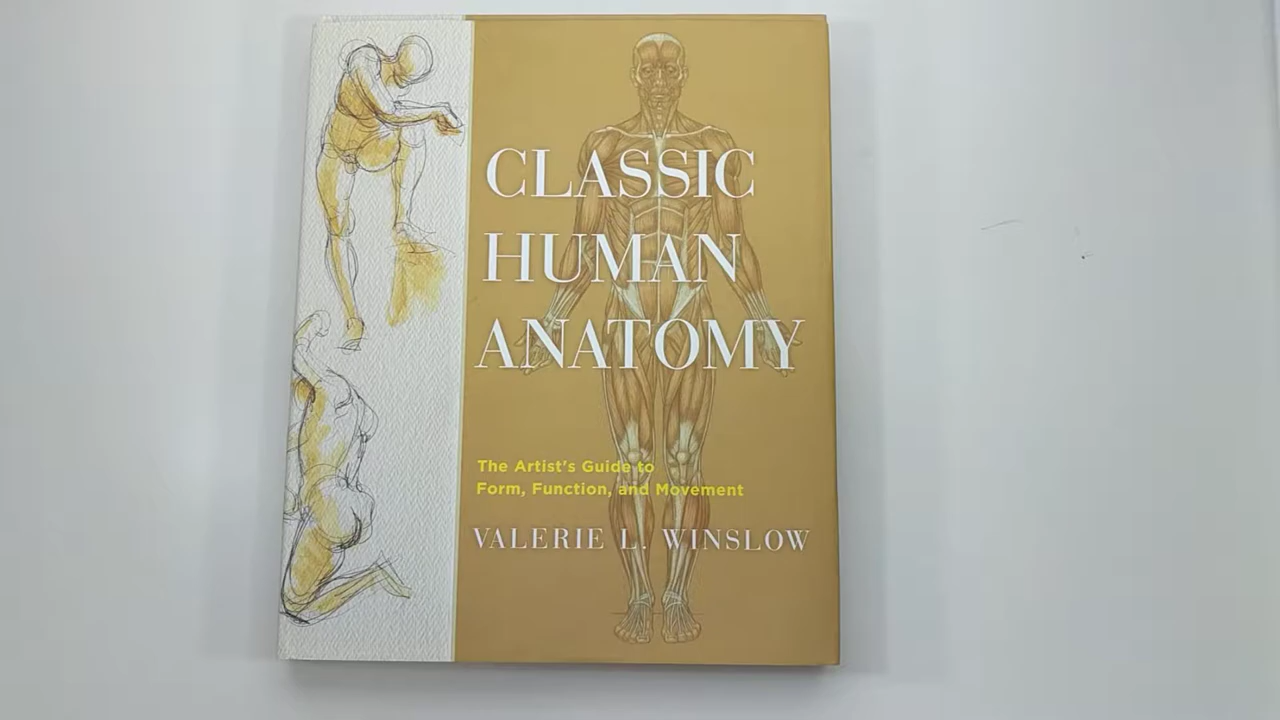 CLASSIC
HUMAN
ANATOMY
The Artist's Guide to
Form, Function, and Movement
VALERIE L. WINSLOW